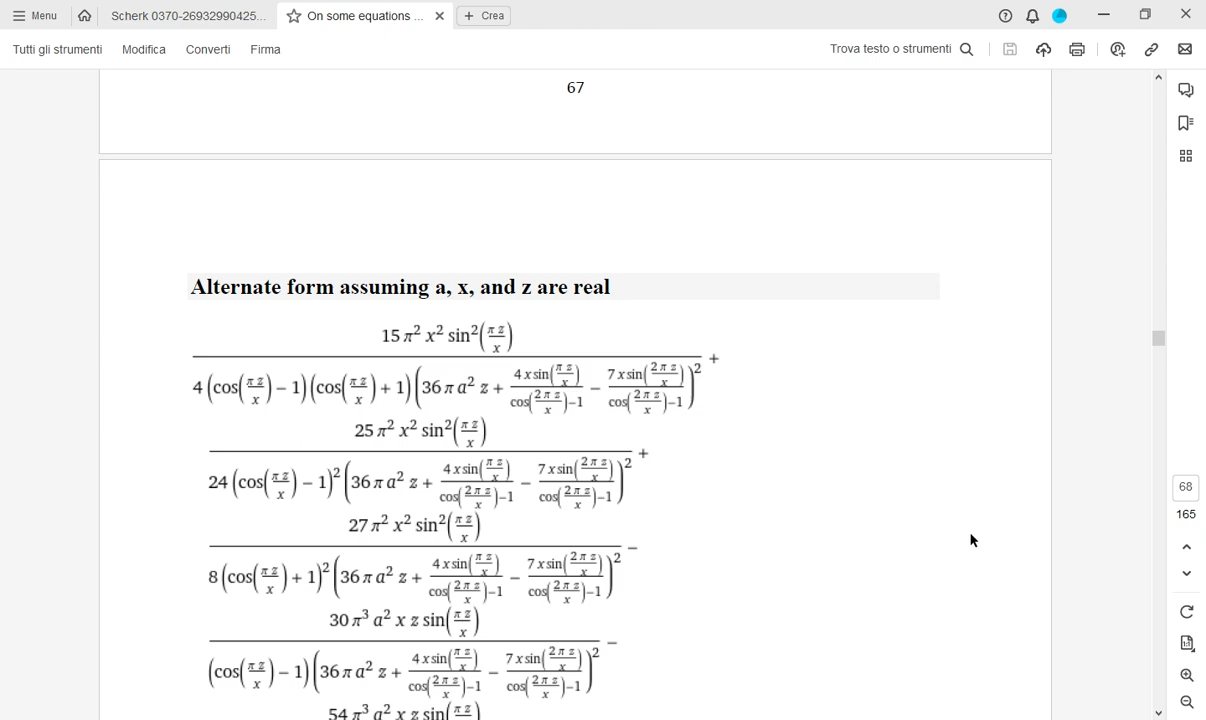 Menu Scherk 0370-26932990425... On some equations ... Crea
Tutti gli strumenti Modifica Converti Firma Trova testo o strumenti
67
Alternate form assuming a, x, and z are real
15 π² x² sin²(π z / x)
4 (cos(π z / x) − 1) (cos(π z / x) + 1) (36 π a² z + 4 x sin(π z / x) / (cos(2 π z / x)−1) − 7 x sin(2 π z / x) / (cos(2 π z / x)−1))² +
25 π² x² sin²(π z / x)
24 (cos(π z / x) − 1)² (36 π a² z + 4 x sin(π z / x) / (cos(2 π z / x)−1) − 7 x sin(2 π z / x) / (cos(2 π z / x)−1))² +
27 π² x² sin²(π z / x)
8 (cos(π z / x) + 1)² (36 π a² z + 4 x sin(π z / x) / (cos(2 π z / x)−1) − 7 x sin(2 π z / x) / (cos(2 π z / x)−1))² −
30 π³ a² x z sin(π z / x)
(cos(π z / x) − 1) (36 π a² z + 4 x sin(π z / x) / (cos(2 π z / x)−1) − 7 x sin(2 π z / x) / (cos(2 π z / x)−1))² −
54 π³ a² x z sin(π z
68
165